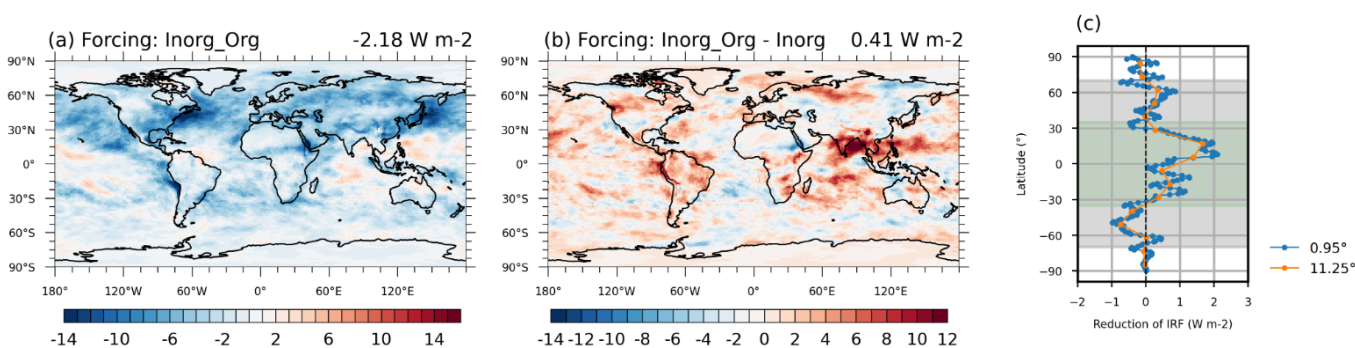 (a) Forcing: Inorg_Org -2.18 W m-2
90°N
60°N
30°N
0°
30°S
60°S
90°S
180° 120°W 60°W 0° 60°E 120°E
-14 -10 -6 -2 2 6 10 14
(b) Forcing: Inorg_Org - Inorg 0.41 W m-2
90°N
60°N
30°N
0°
30°S
60°S
90°S
180° 120°W 60°W 0° 60°E 120°E
-14 -12 -10 -8 -6 -4 -2 0 2 4 6 8 10 12
(c)
Latitude (°)
90
60
30
0
−30
−60
−90
−2 −1 0 1 2 3
Reduction of IRF (W m-2)
0.95°
11.25°